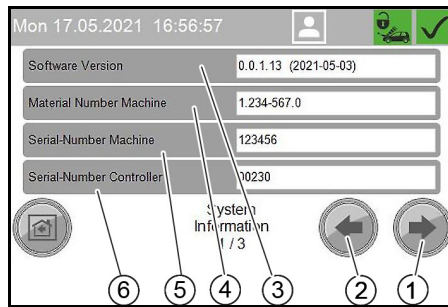 Mon 17.05.2021 16:56:57
Software Version 0.0.1.13 (2021-05-03)
Material Number Machine 1.234-567.0
Serial-Number Machine 123456
Serial-Number Controller 00230
System
Information
1 / 3
6 5 4 3 2 1